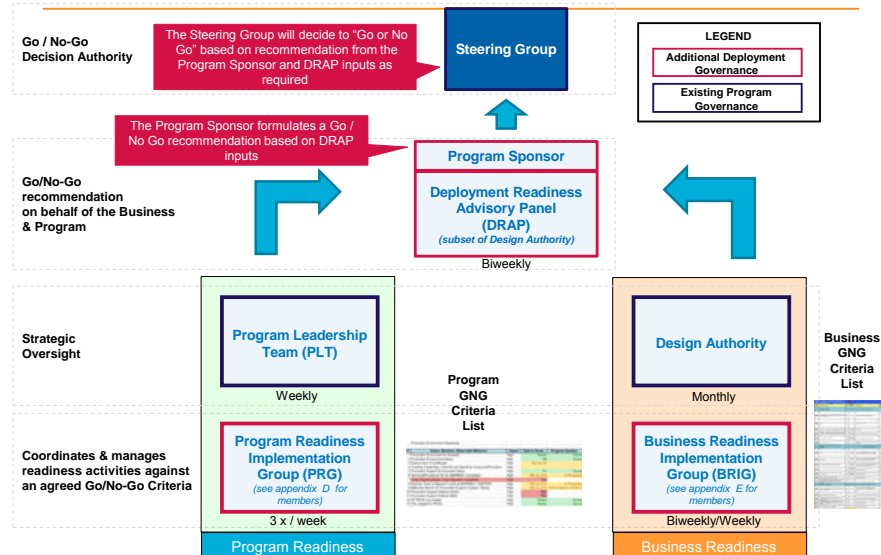 Go / No-Go
Decision Authority
The Steering Group will decide to “Go or No
Go” based on recommendation from the
Program Sponsor and DRAP inputs as
required
Steering Group
LEGEND
Additional Deployment
Governance
Existing Program
Governance
The Program Sponsor formulates a Go /
No Go recommendation based on DRAP
inputs
Go/No-Go
recommendation
on behalf of the Business
& Program
Program Sponsor
Deployment Readiness
Advisory Panel
(DRAP)
(subset of Design Authority)
Biweekly
Strategic
Oversight
Program Leadership
Team (PLT)
Weekly
Design Authority
Monthly
Program
GNG
Criteria
List
Business
GNG
Criteria
List
Coordinates & manages
readiness activities against
an agreed Go/No-Go Criteria
Program Readiness
Implementation
Group (PRG)
(see appendix D for
members)
3 x / week
Business Readiness
Implementation
Group (BRIG)
(see appendix E for
members)
Biweekly/Weekly
Program Readiness
Business Readiness